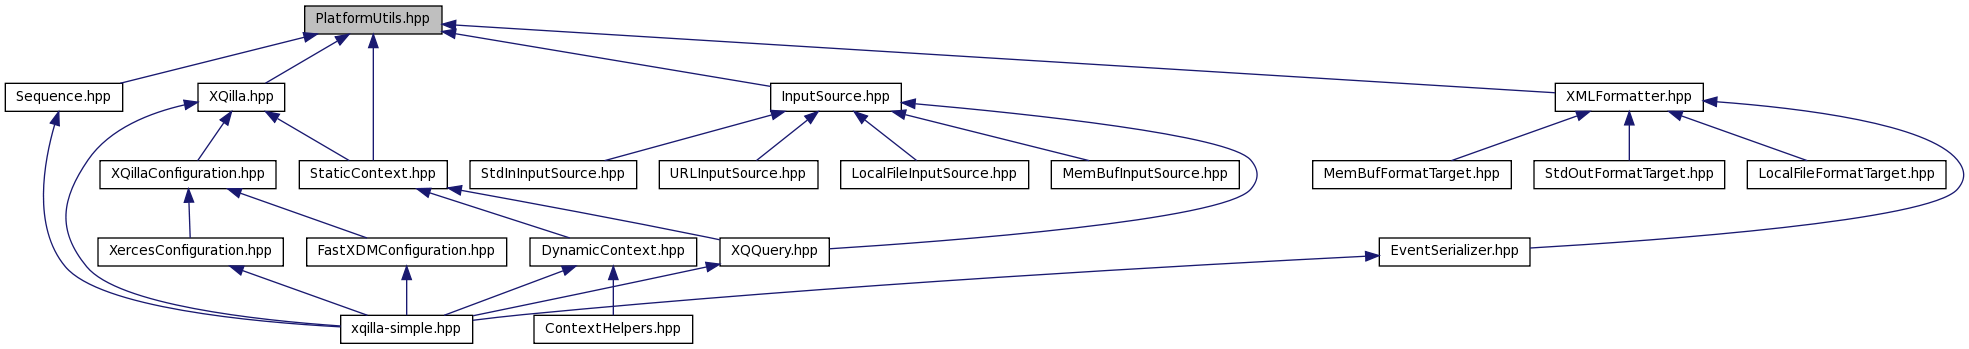 PlatformUtils.hpp
Sequence.hpp
XQilla.hpp
InputSource.hpp
XMLFormatter.hpp
XQillaConfiguration.hpp
StaticContext.hpp
StdInInputSource.hpp
URLInputSource.hpp
LocalFileInputSource.hpp
MemBufInputSource.hpp
MemBufFormatTarget.hpp
StdOutFormatTarget.hpp
LocalFileFormatTarget.hpp
XercesConfiguration.hpp
FastXDMConfiguration.hpp
DynamicContext.hpp
XQQuery.hpp
EventSerializer.hpp
xqilla-simple.hpp
ContextHelpers.hpp